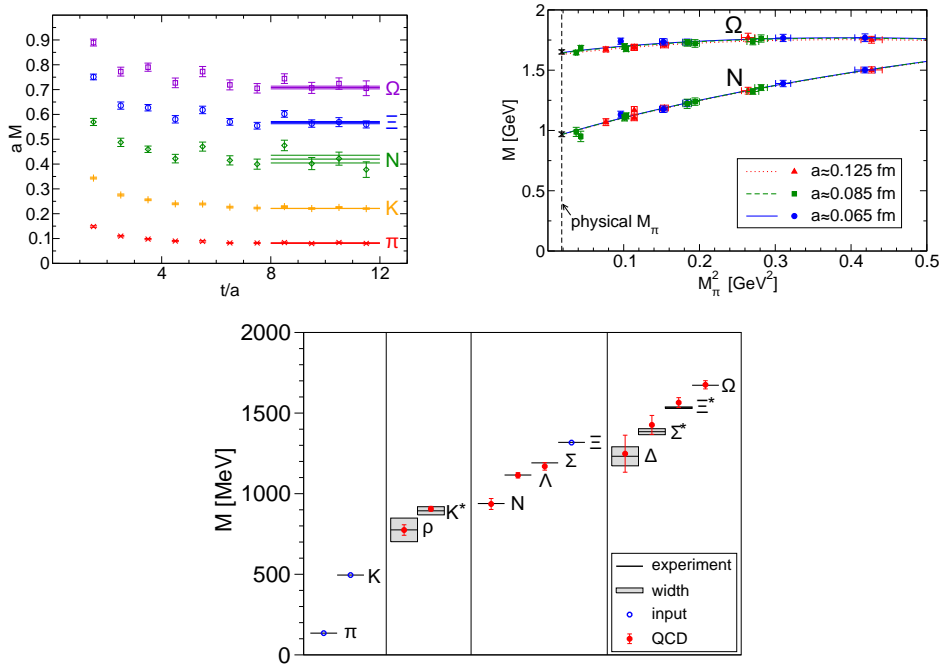 a M
0.9
0.8
0.7
0.6
0.5
0.4
0.3
0.2
0.1
0
Ω
Ξ
N
K
π
4
8
12
t/a
M [GeV]
2
1.5
1
0.5
0
Ω
N
physical M_π
a≈0.125 fm
a≈0.085 fm
a≈0.065 fm
0.1
0.2
0.3
0.4
0.5
M_π^2 [GeV^2]
M [MeV]
2000
1500
1000
500
0
π
K
ρ
K*
N
Λ
Σ
Ξ
Δ
Σ*
Ξ*
Ω
experiment
width
input
QCD